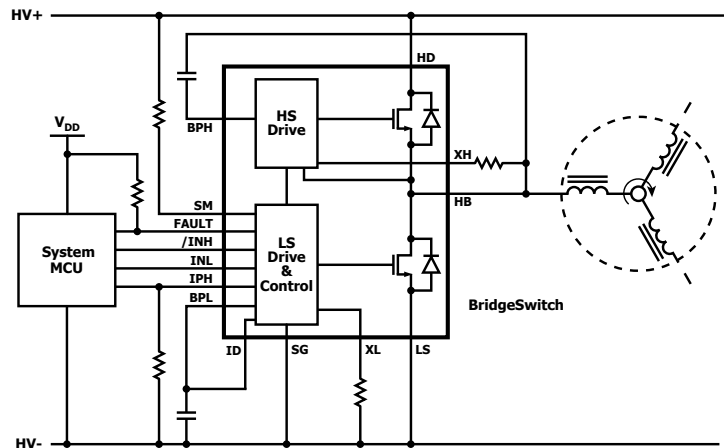 HV+
HD
HS
Drive
BPH
V_DD
XH
HB
SM
FAULT
/INH
INL
IPH
BPL
System
MCU
LS
Drive
&
Control
BridgeSwitch
ID
SG
XL
LS
HV-